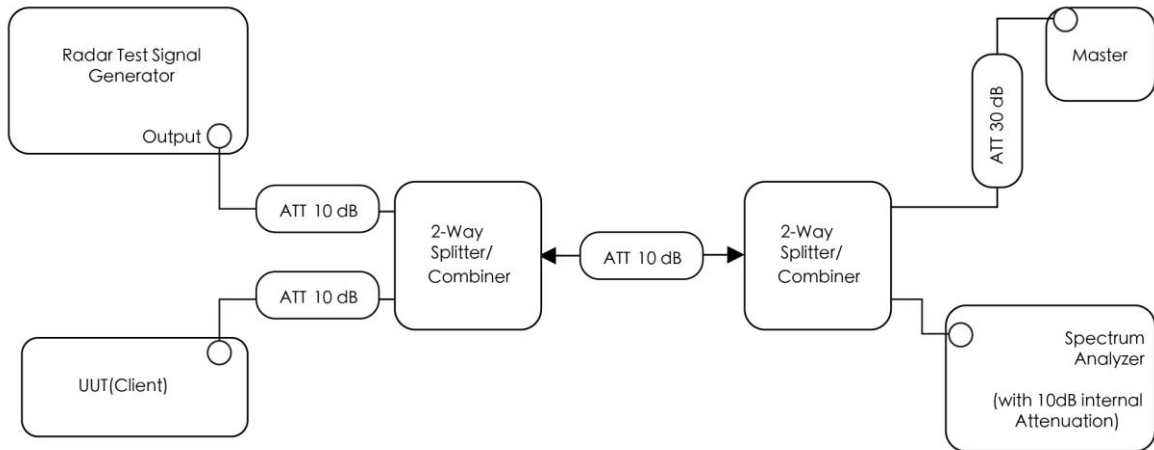 Radar Test Signal
Generator
Output
ATT 10 dB
2-Way
Splitter/
Combiner
ATT 10 dB
UUT(Client)
ATT 10 dB
2-Way
Splitter/
Combiner
ATT 30 dB
Master
Spectrum
Analyzer
(with 10dB internal
Attenuation)